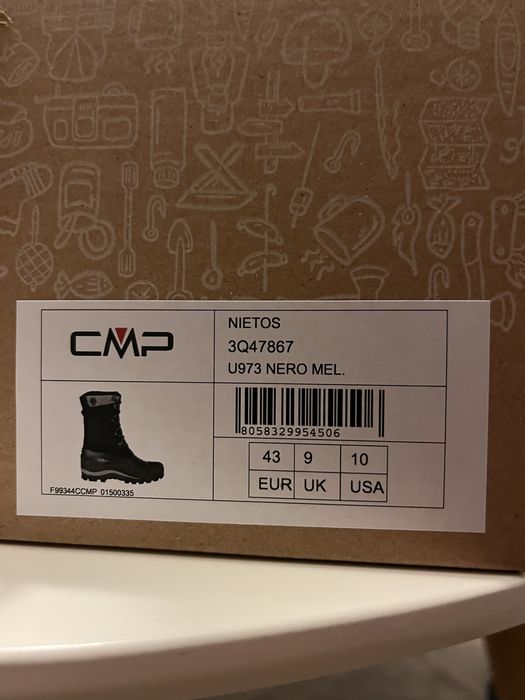 CMP
NIETOS
3Q47867
U973 NERO MEL.
8058329954506
43 9 10
EUR UK USA
F99344CCMP 01500335